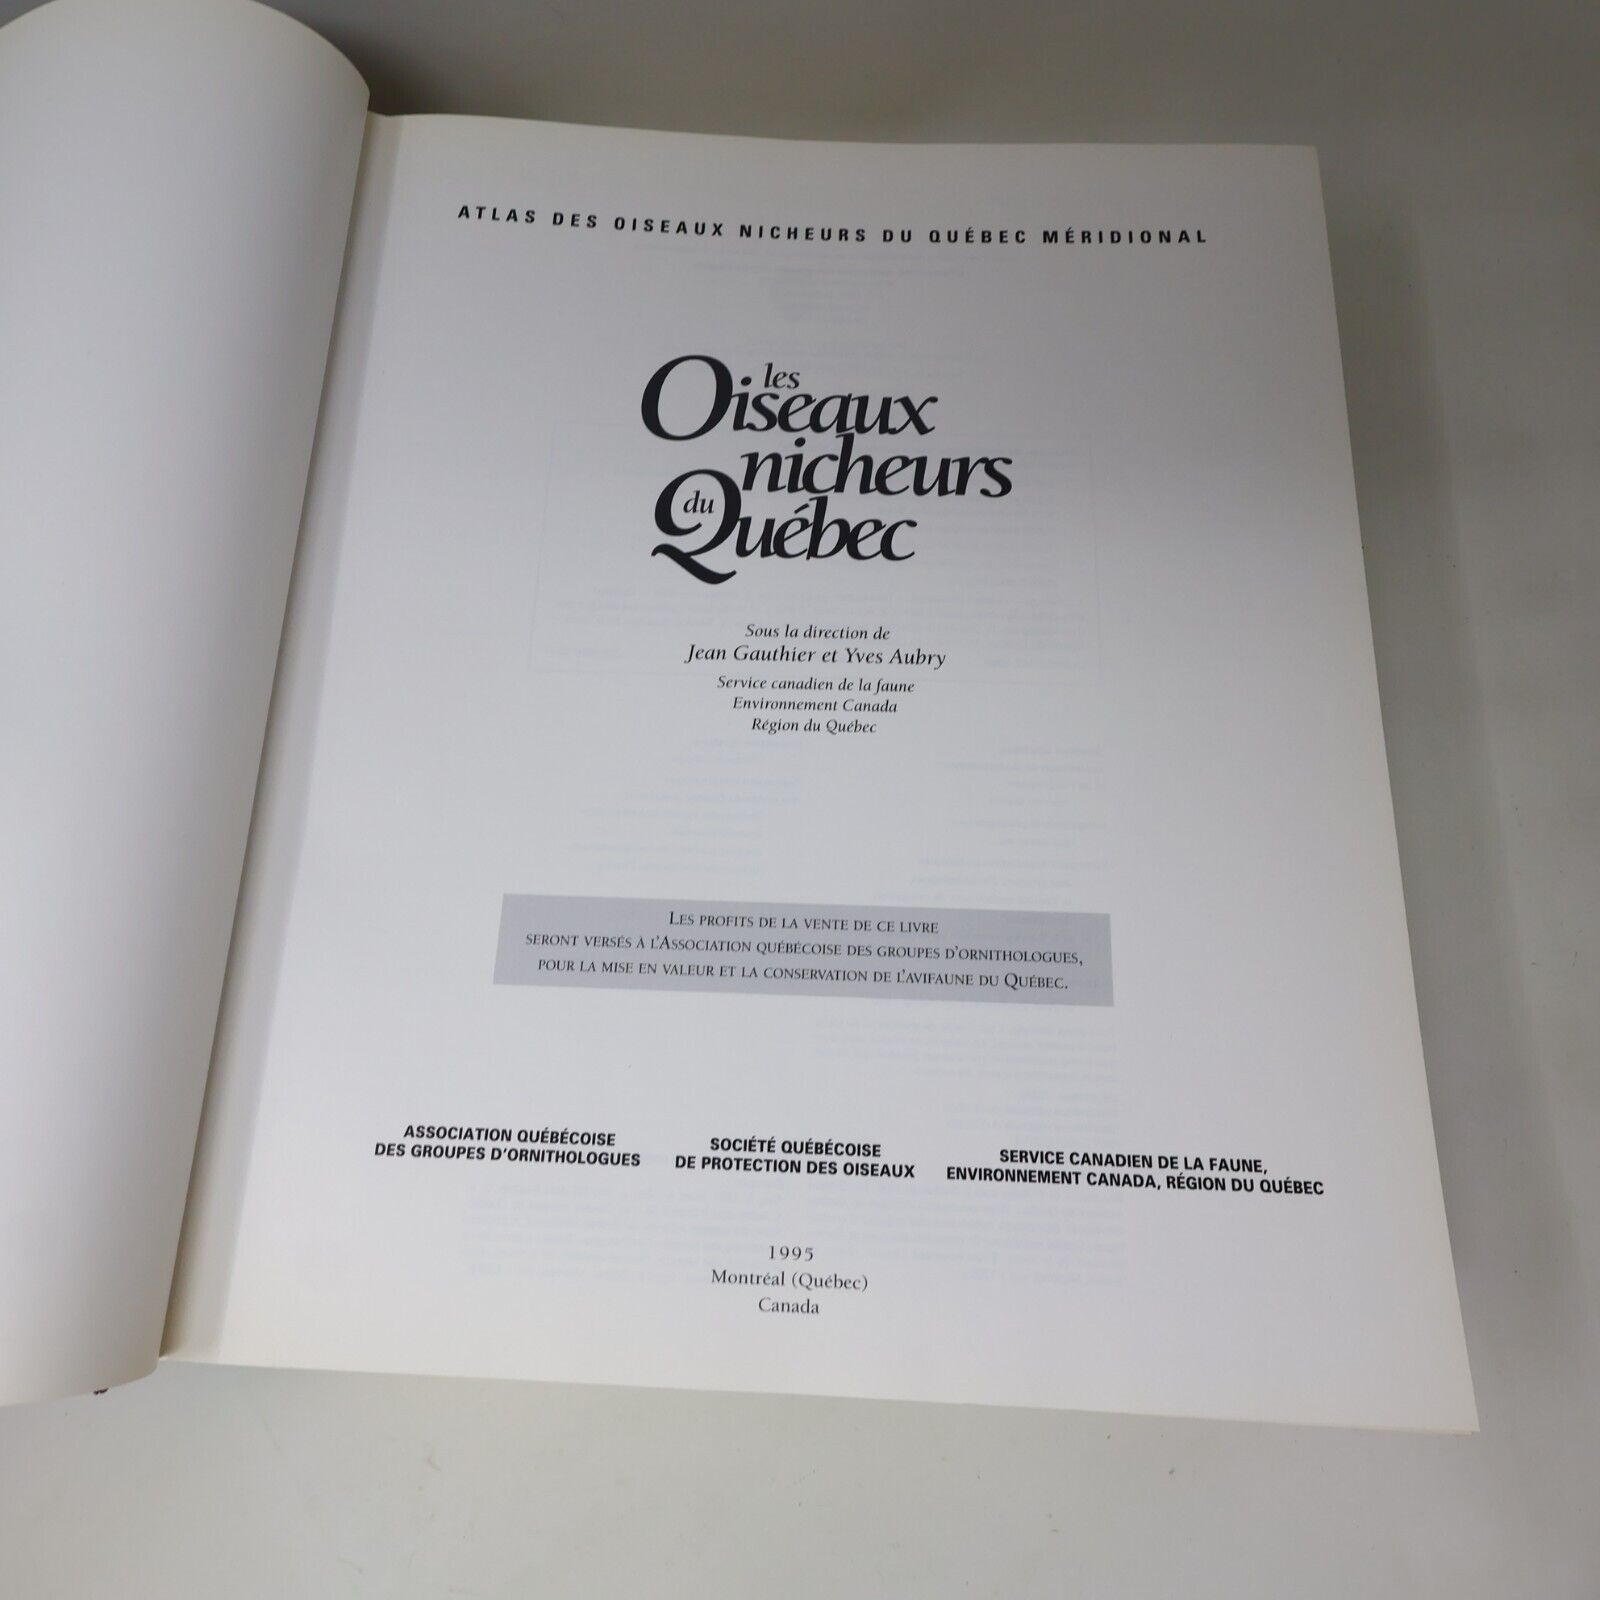 ATLAS DES OISEAUX NICHEURS DU QUÉBEC MÉRIDIONAL
les
Oiseaux
nicheurs
du
Québec
Sous la direction de
Jean Gauthier et Yves Aubry
Service canadien de la faune
Environnement Canada
Région du Québec
LES PROFITS DE LA VENTE DE CE LIVRE
SERONT VERSÉS À L'ASSOCIATION QUÉBÉCOISE DES GROUPES D'ORNITHOLOGUES,
POUR LA MISE EN VALEUR ET LA CONSERVATION DE L'AVIFAUNE DU QUÉBEC.
ASSOCIATION QUÉBÉCOISE
DES GROUPES D'ORNITHOLOGUES
SOCIÉTÉ QUÉBÉCOISE
DE PROTECTION DES OISEAUX
SERVICE CANADIEN DE LA FAUNE,
ENVIRONNEMENT CANADA, RÉGION DU QUÉBEC
1995
Montréal (Québec)
Canada